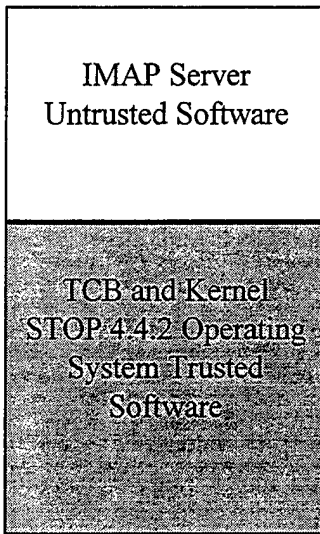 IMAP Server
Untrusted Software
TCB and Kernel
STOP 4.4.2 Operating
System Trusted
Software